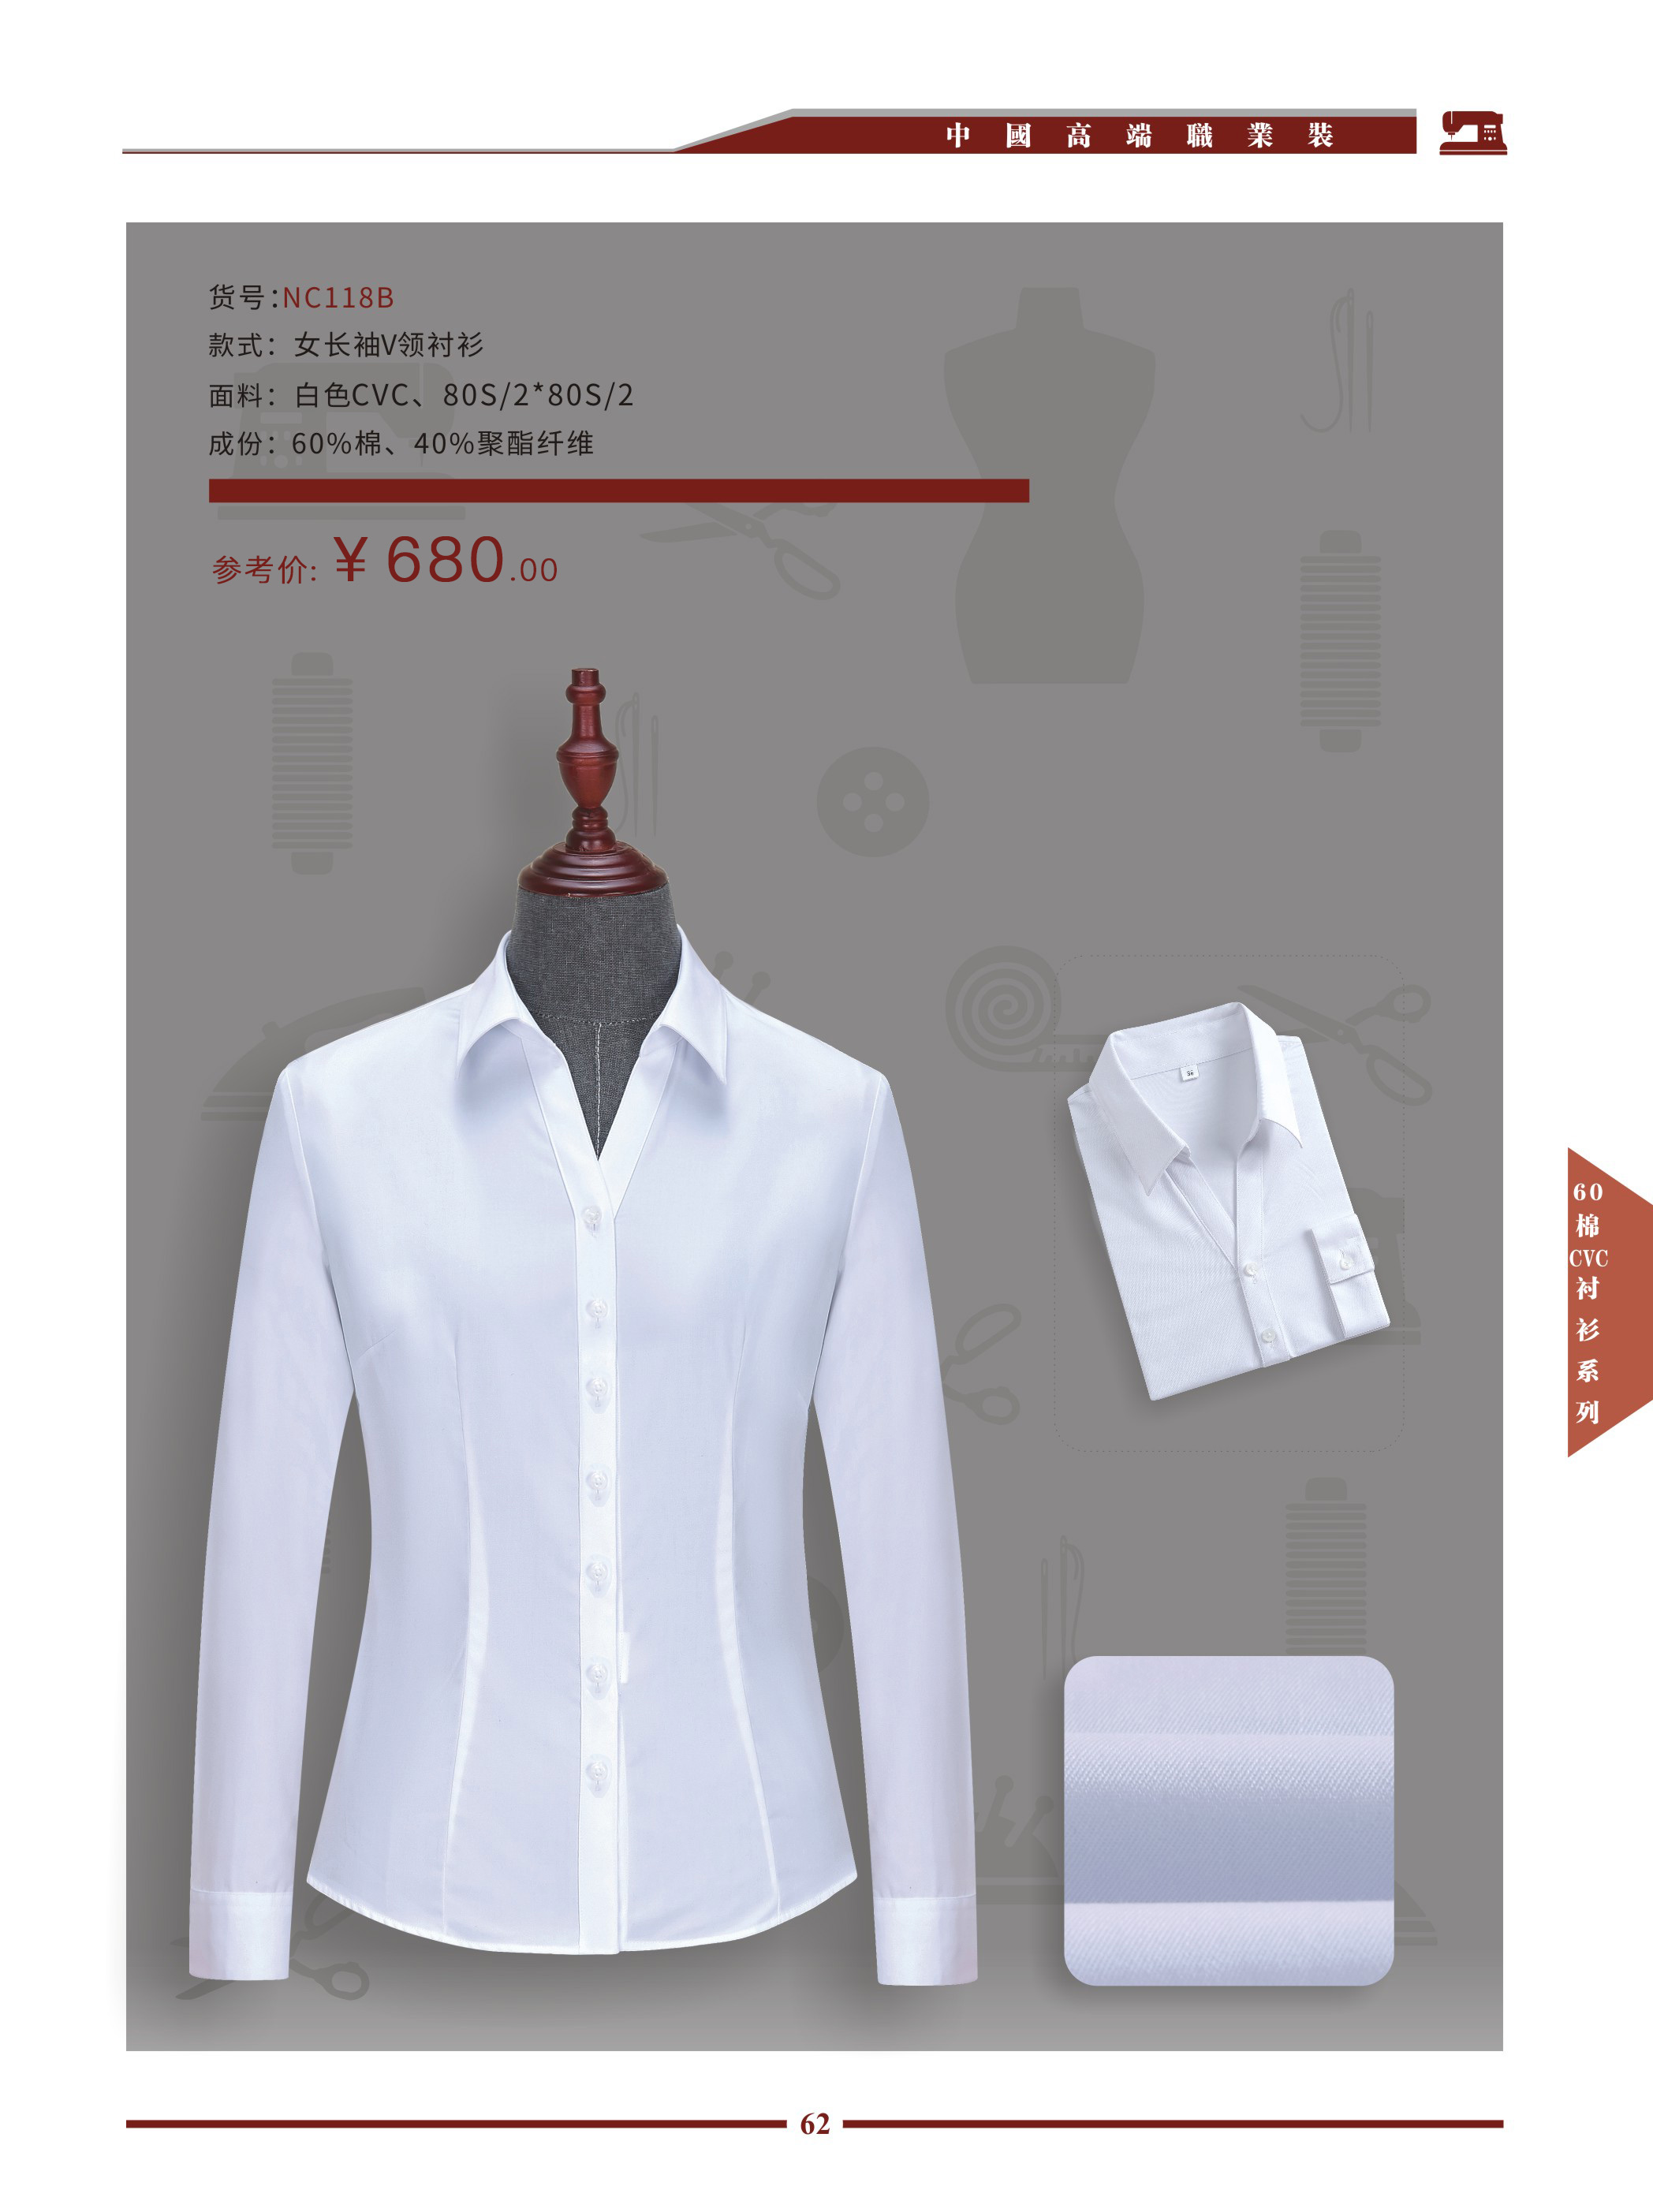 中國高端職業裝
货号:NC118B
款式：女长袖V领衬衫
面料：白色CVC、80S/2*80S/2
成份：60%棉、40%聚酯纤维
参考价:￥680.00
60
棉
CVC
衬
衫
系
列
62